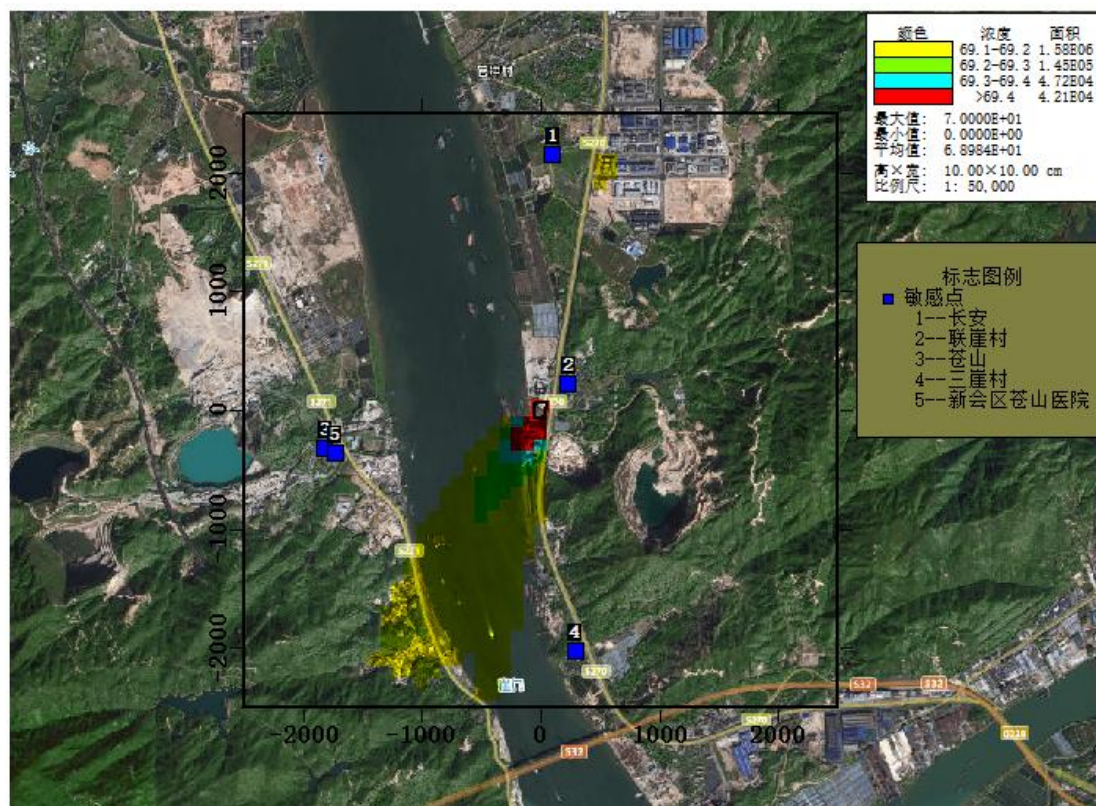 颜色 浓度 面积
69.1-69.2 1.58E06
69.2-69.3 1.45E05
69.3-69.4 4.72E04
>69.4 4.21E04
最大值: 7.0000E+01
最小值: 0.0000E+00
平均值: 6.8984E+01
高×宽: 10.00×10.00 cm
比例尺: 1: 50,000
标志图例
敏感点
1--长安
2--联崖村
3--苍山
4--三崖村
5--新会区苍山医院
1
S270
2000
S271
1000
2
S271
0
3 5
-1000
S271
4
-2000
S270
S32
S32
S270
S32
-2000 -1000 0 1000 2000